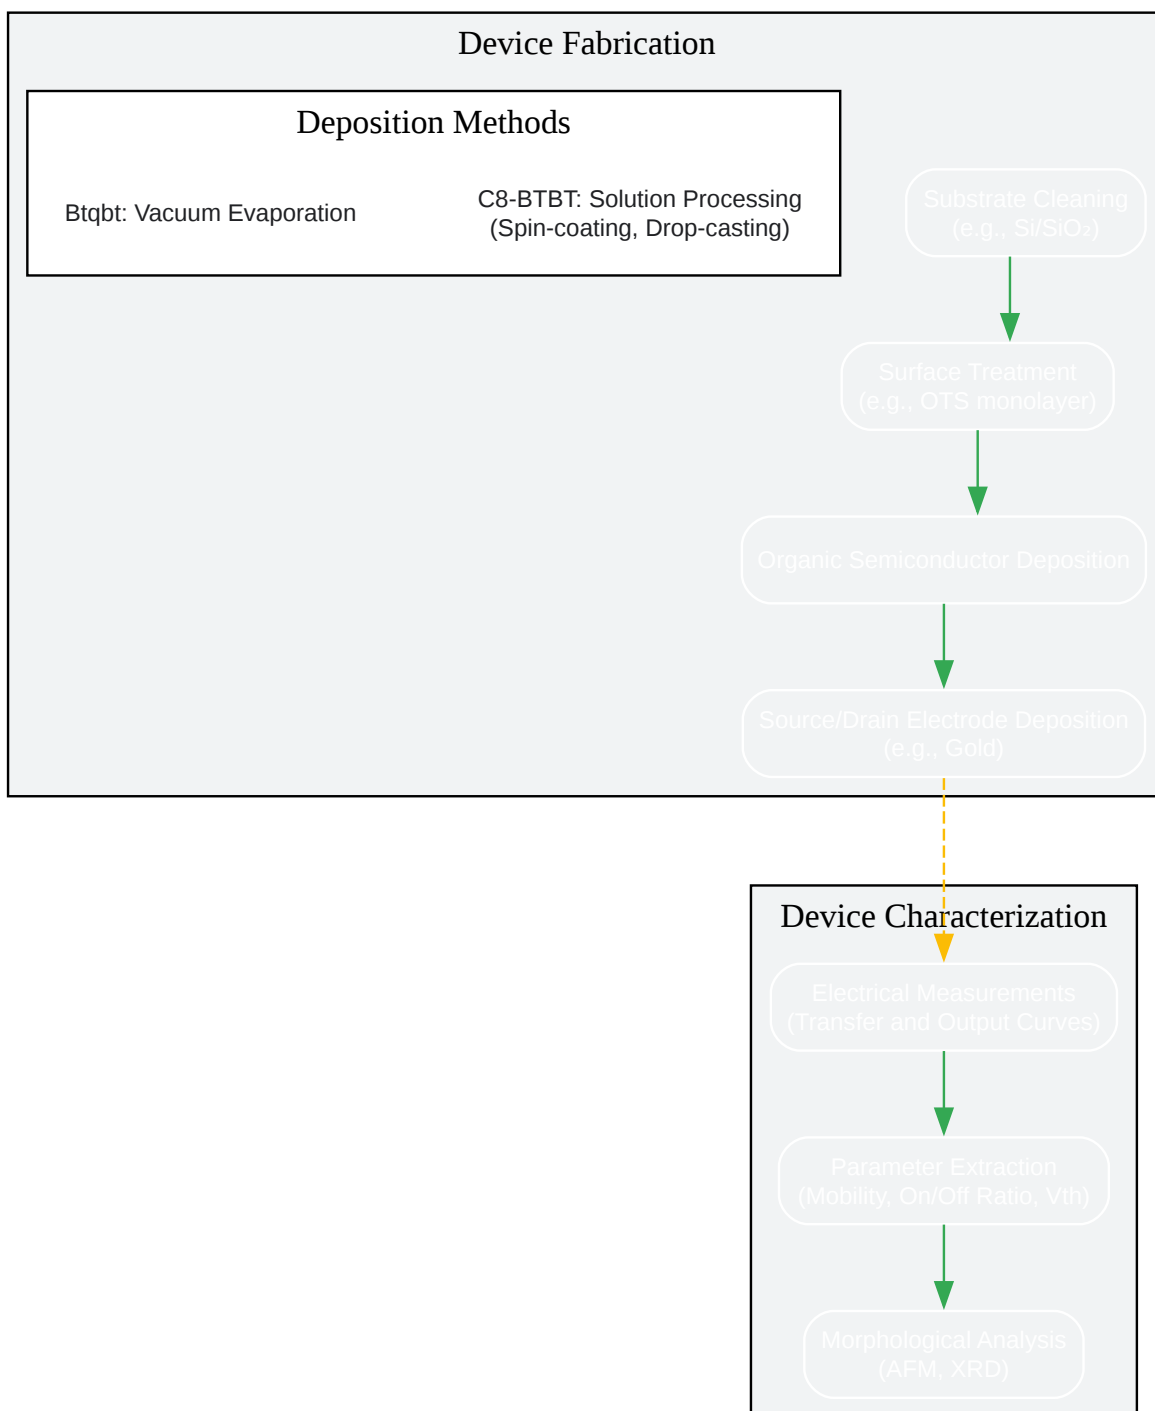 Device Fabrication
Deposition Methods
Btqbt: Vacuum Evaporation
C8-BTBT: Solution Processing
(Spin-coating, Drop-casting)
Substrate Cleaning
(e.g., Si/SiO₂)
Surface Treatment
(e.g., OTS monolayer)
Organic Semiconductor Deposition
Source/Drain Electrode Deposition
(e.g., Gold)
Device Characterization
Electrical Measurements
(Transfer and Output Curves)
Parameter Extraction
(Mobility, On/Off Ratio, Vth)
Morphological Analysis
(AFM, XRD)